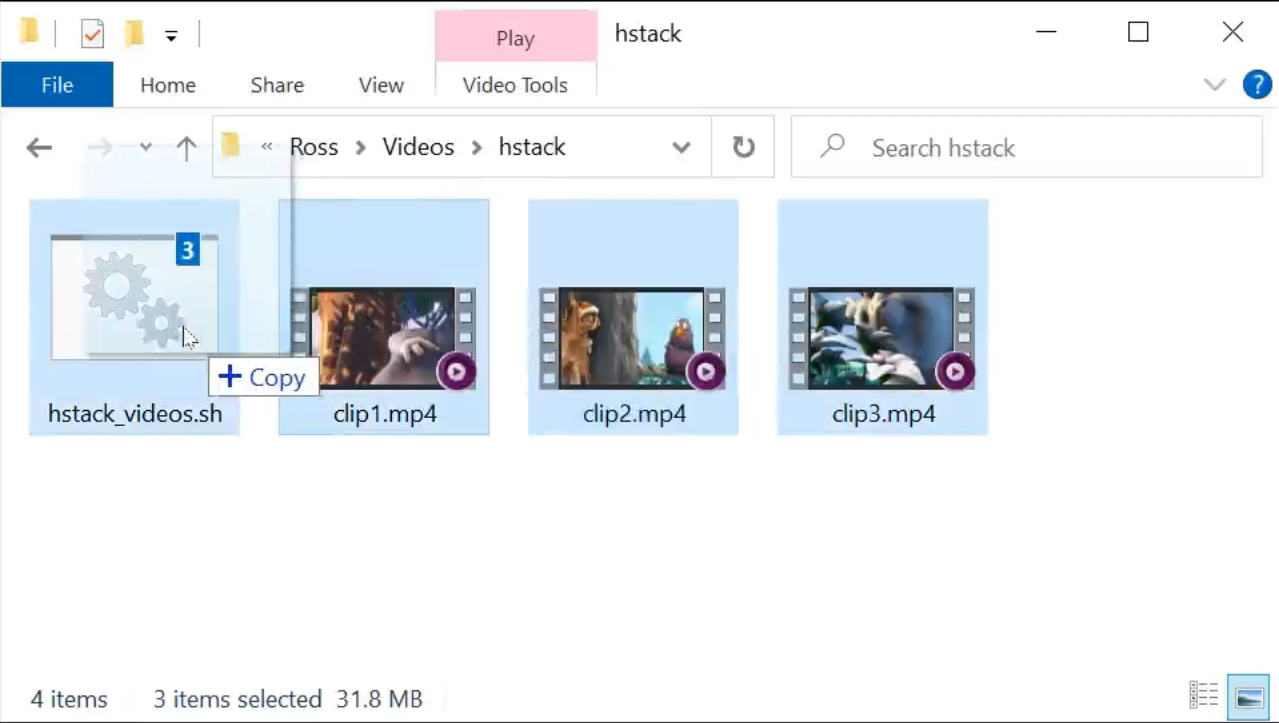 Play
hstack
File
Home
Share
View
Video Tools
?
« Ross > Videos > hstack
Search hstack
3
+ Copy
hstack_videos.sh
clip1.mp4
clip2.mp4
clip3.mp4
4 items
3 items selected 31.8 MB